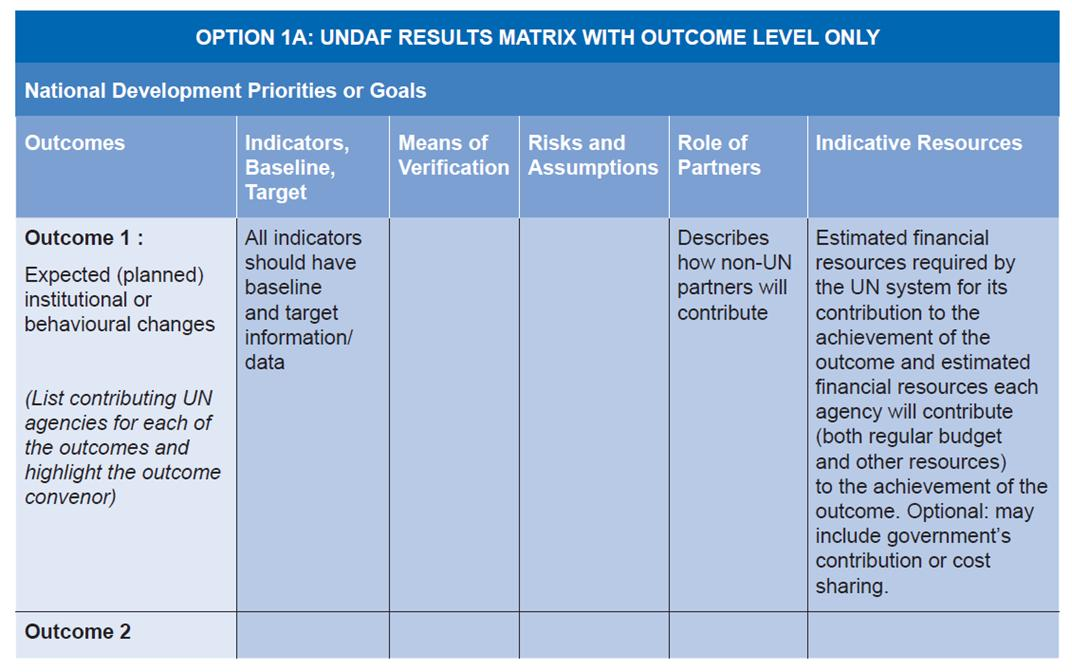 OPTION 1A: UNDAF RESULTS MATRIX WITH OUTCOME LEVEL ONLY
National Development Priorities or Goals
Outcomes
Indicators,
Baseline,
Target
Means of
Verification
Risks and
Assumptions
Role of
Partners
Indicative Resources
Outcome 1 :
Expected (planned)
institutional or
behavioural changes
(List contributing UN
agencies for each of
the outcomes and
highlight the outcome
convenor)
All indicators
should have
baseline
and target
information/
data
Describes
how non-UN
partners will
contribute
Estimated financial
resources required by
the UN system for its
contribution to the
achievement of the
outcome and estimated
financial resources each
agency will contribute
(both regular budget
and other resources)
to the achievement of the
outcome. Optional: may
include government’s
contribution or cost
sharing.
Outcome 2